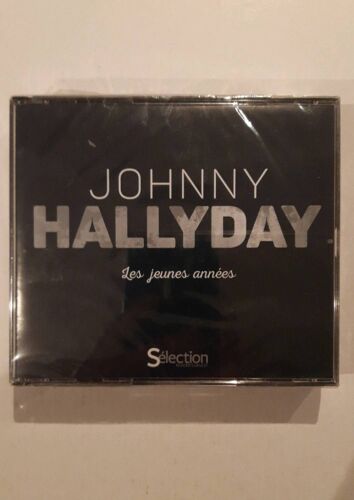 JOHNNY
HALLYDAY
Les jeunes années
Sélection